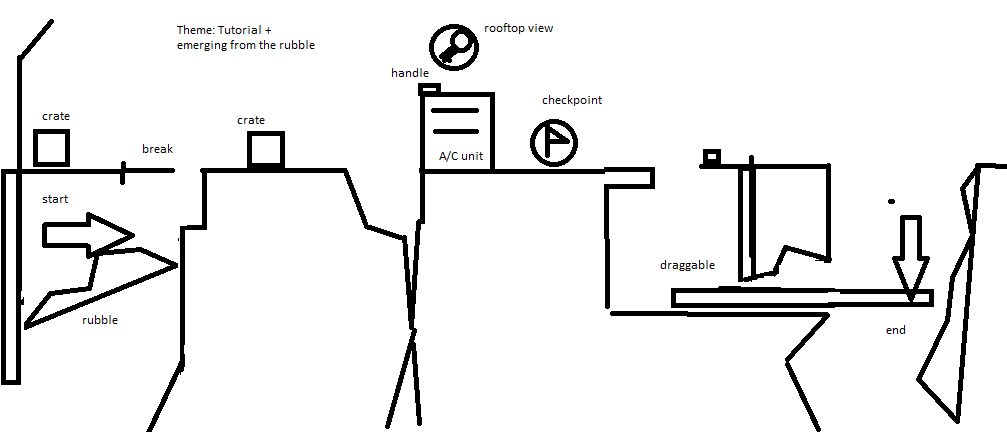 Theme: Tutorial +
emerging from the rubble
rooftop view
handle
checkpoint
crate
crate
break
A/C unit
start
draggable
rubble
end